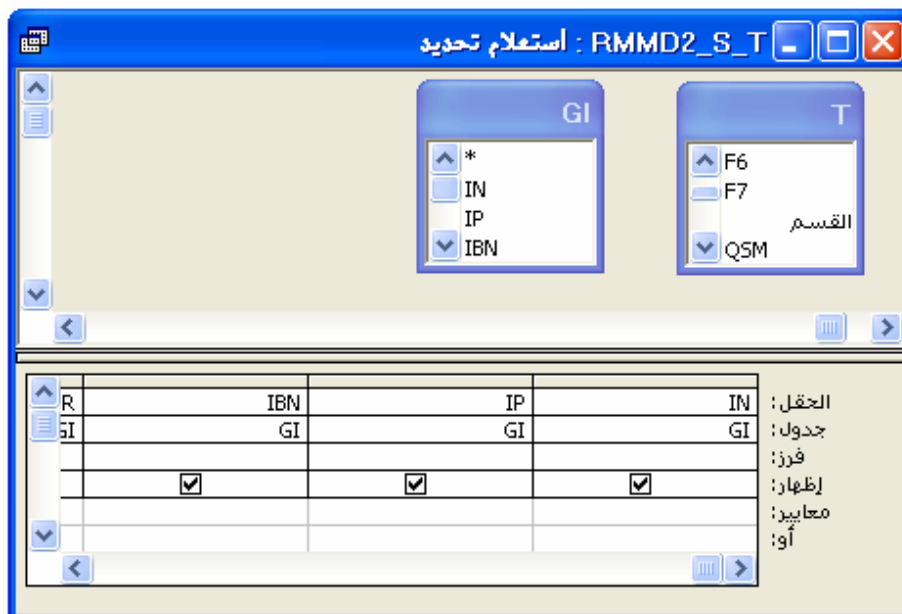 RMMD2_S_T : استعلام تحديد
T
F6
F7
القسم
QSM
GI
*
IN
IP
IBN
الحقل: IN IP IBN R
جدول: GI GI GI GI
فرز:
إظهار:
معايير:
أو: